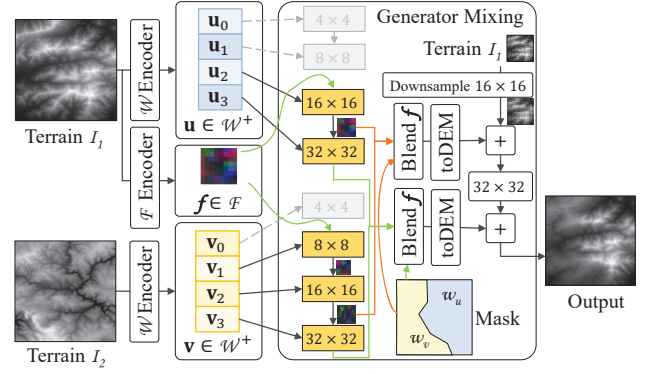 Generator Mixing
𝒲 Encoder
u₀
u₁
u₂
u₃
u ∈ 𝒲⁺
Terrain I₁
4 × 4
8 × 8
16 × 16
32 × 32
Terrain I₁
Downsample 16 × 16
Blend f
toDEM
+
32 × 32
ℱ Encoder
f ∈ ℱ
4 × 4
8 × 8
16 × 16
32 × 32
Blend f
toDEM
+
Output
𝒲 Encoder
v₀
v₁
v₂
v₃
v ∈ 𝒲⁺
Terrain I₂
w_u
w_v
Mask